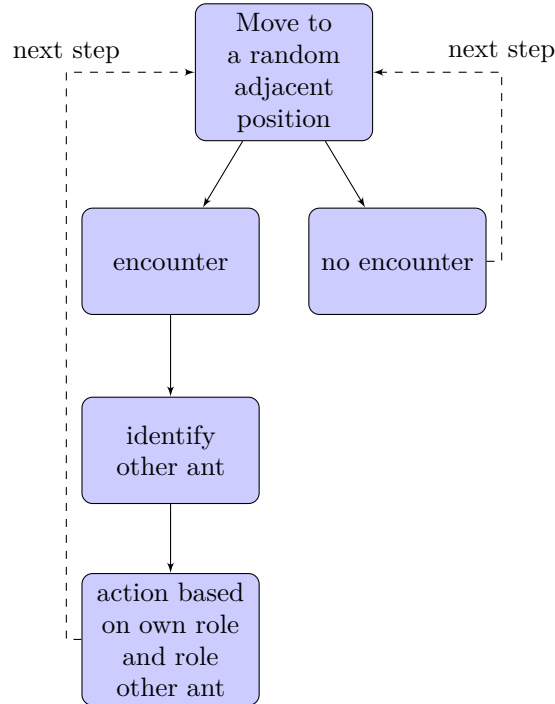 Move to
a random
adjacent
position
next step
next step
encounter
no encounter
identify
other ant
action based
on own role
and role
other ant